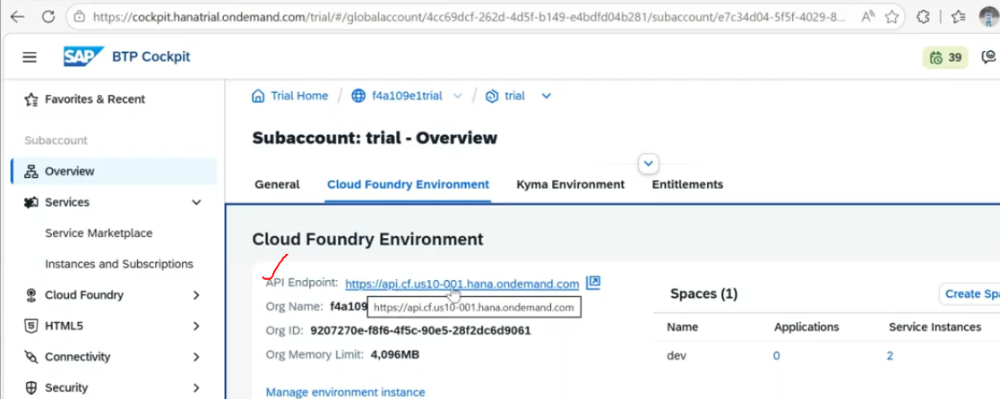 https://cockpit.hanatrial.ondemand.com/trial/#/globalaccount/4cc69dcf-262d-4d5f-b149-e4bdfd04b281/subaccount/e7c34d04-5f5f-4029-8...
SAP BTP Cockpit 39
Favorites & Recent
Subaccount
Overview
Services
Service Marketplace
Instances and Subscriptions
Cloud Foundry
HTML5
Connectivity
Security
Trial Home / f4a109e1trial / trial
Subaccount: trial - Overview
General Cloud Foundry Environment Kyma Environment Entitlements
Cloud Foundry Environment
API Endpoint: https://api.cf.us10-001.hana.ondemand.com
Org Name: f4a109
https://api.cf.us10-001.hana.ondemand.com
Org ID: 9207270e-f8f6-4f5c-90e5-28f2dc6d9061
Org Memory Limit: 4,096MB
Manage environment instance
Spaces (1) Create Spa
Name Applications Service Instances
dev 0 2